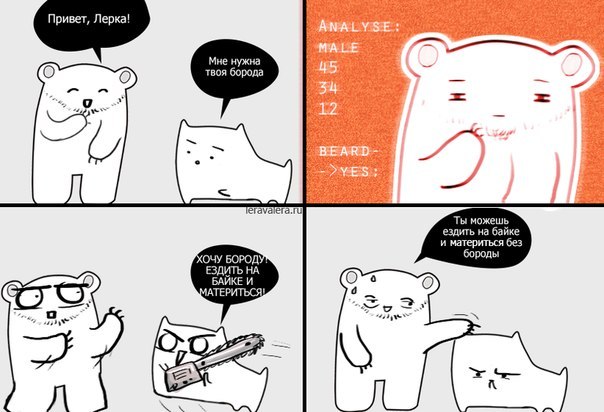 Привет, Лерка!
Мне нужна
твоя борода
ANALYSE:
MALE
45
34
12
BEARD-
->YES:
leravalera.ru
ХОЧУ БОРОДУ!
ЕЗДИТЬ НА
БАЙКЕ И
МАТЕРИТЬСЯ!
Ты можешь
ездить на байке
и материться без
бороды